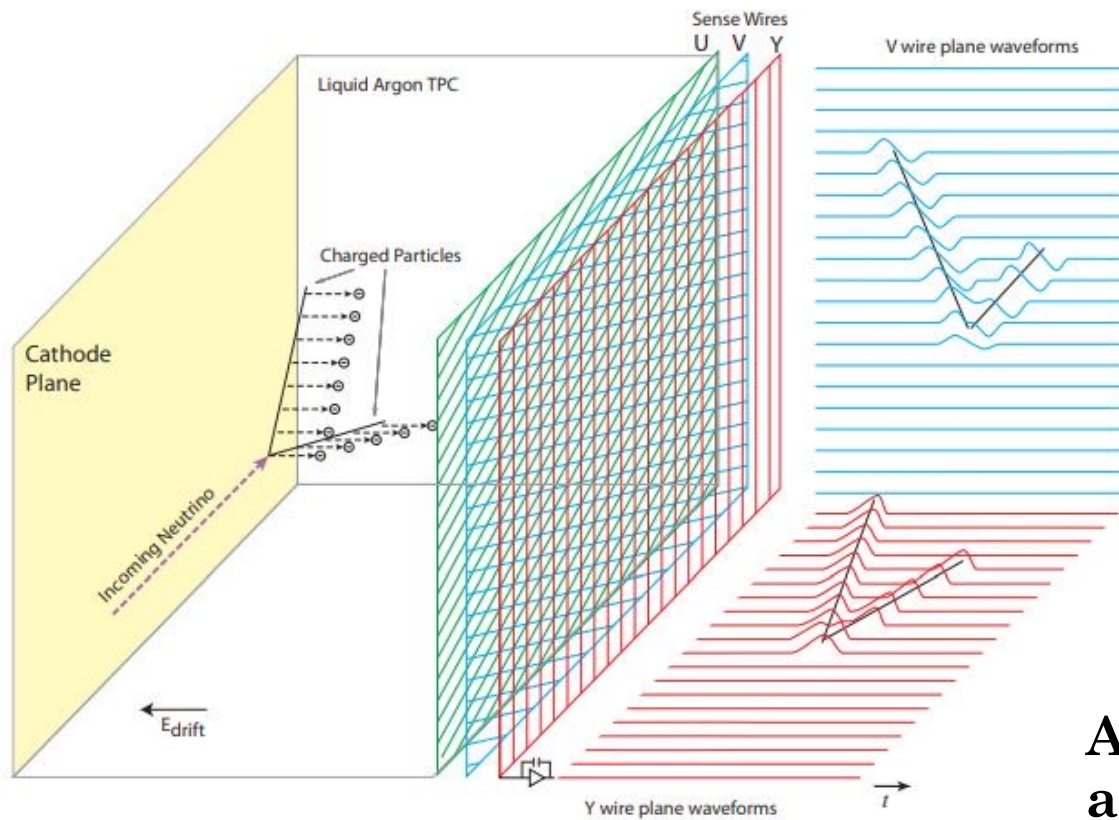 Sense Wires
U V Y
V wire plane waveforms
Liquid Argon TPC
Charged Particles
Cathode
Plane
Incoming Neutrino
Edrift
Y wire plane waveforms
t
A
a